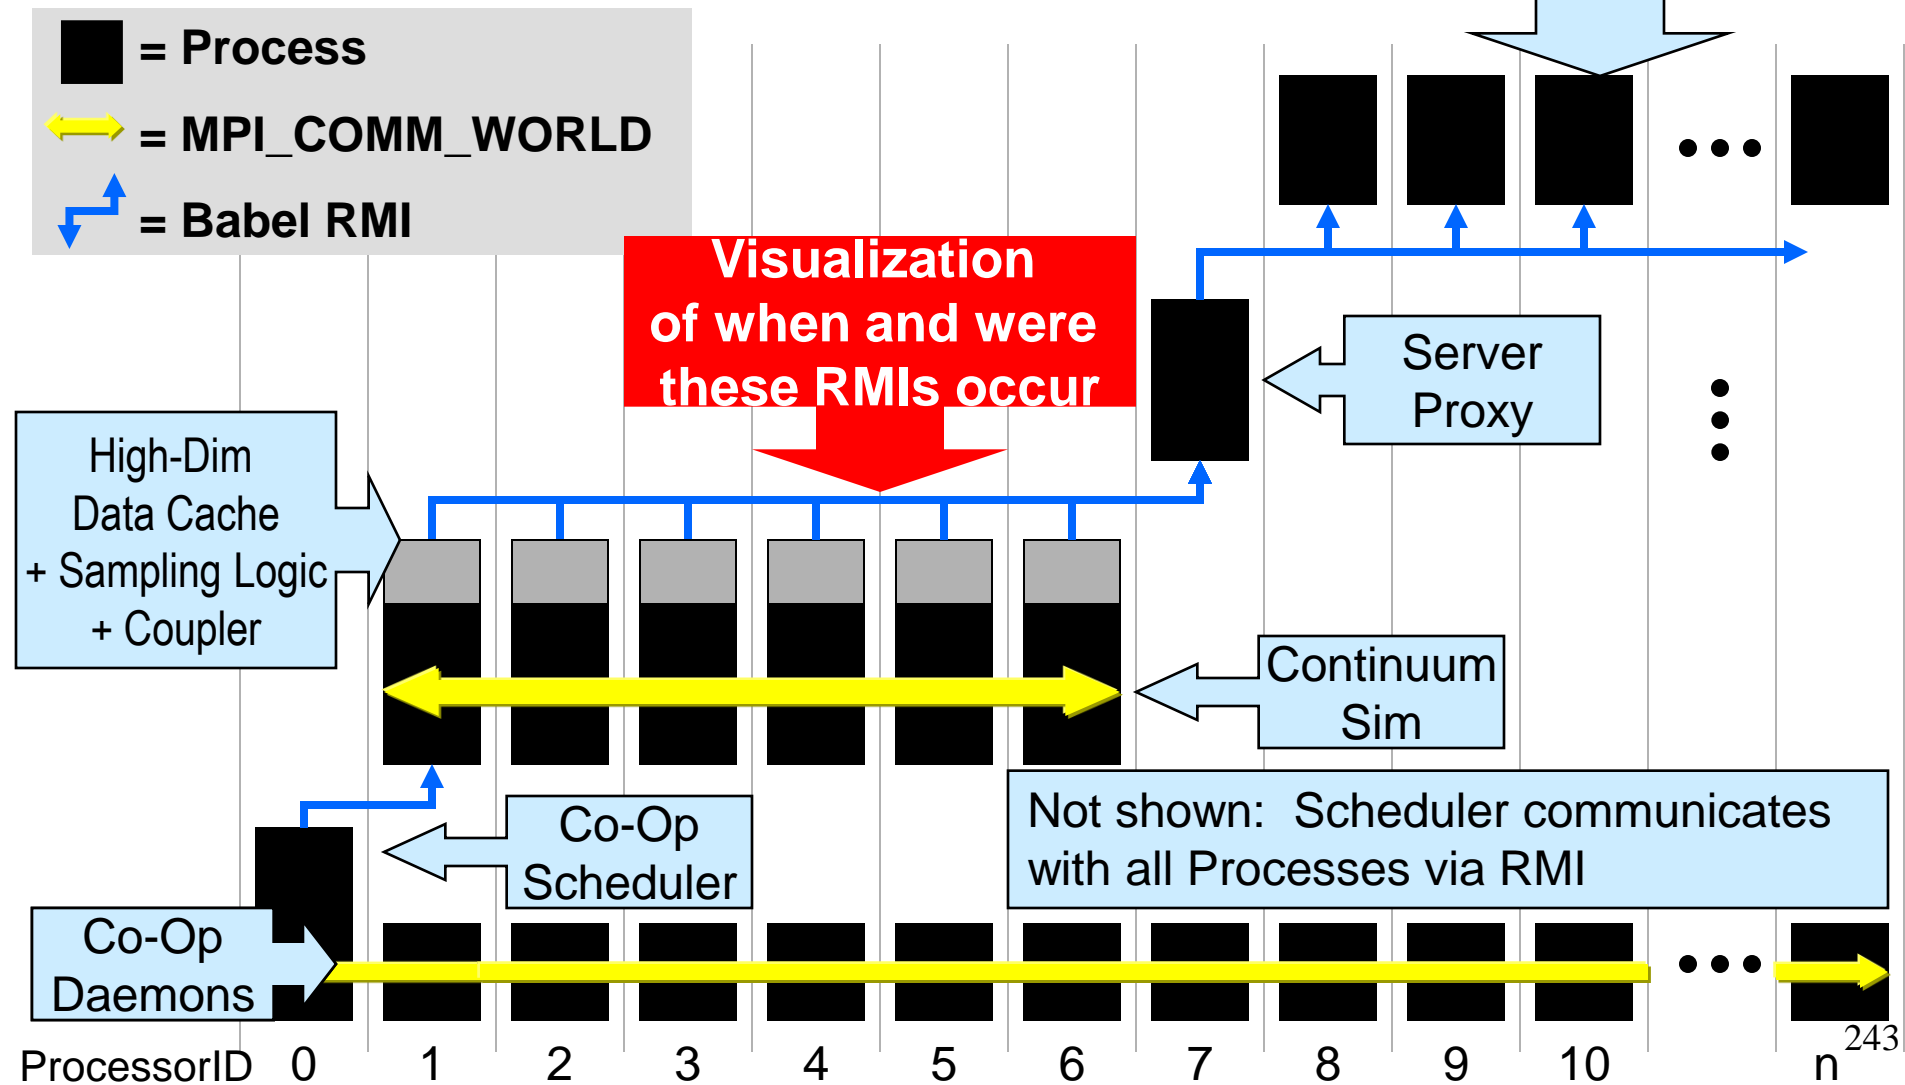 = Process
= MPI_COMM_WORLD
= Babel RMI
Visualization
of when and were
these RMIs occur
Server
Proxy
High-Dim
Data Cache
+ Sampling Logic
+ Coupler
Continuum
Sim
Co-Op
Scheduler
Not shown:  Scheduler communicates
with all Processes via RMI
Co-Op
Daemons
ProcessorID 0 1 2 3 4 5 6 7 8 9 10 n
243